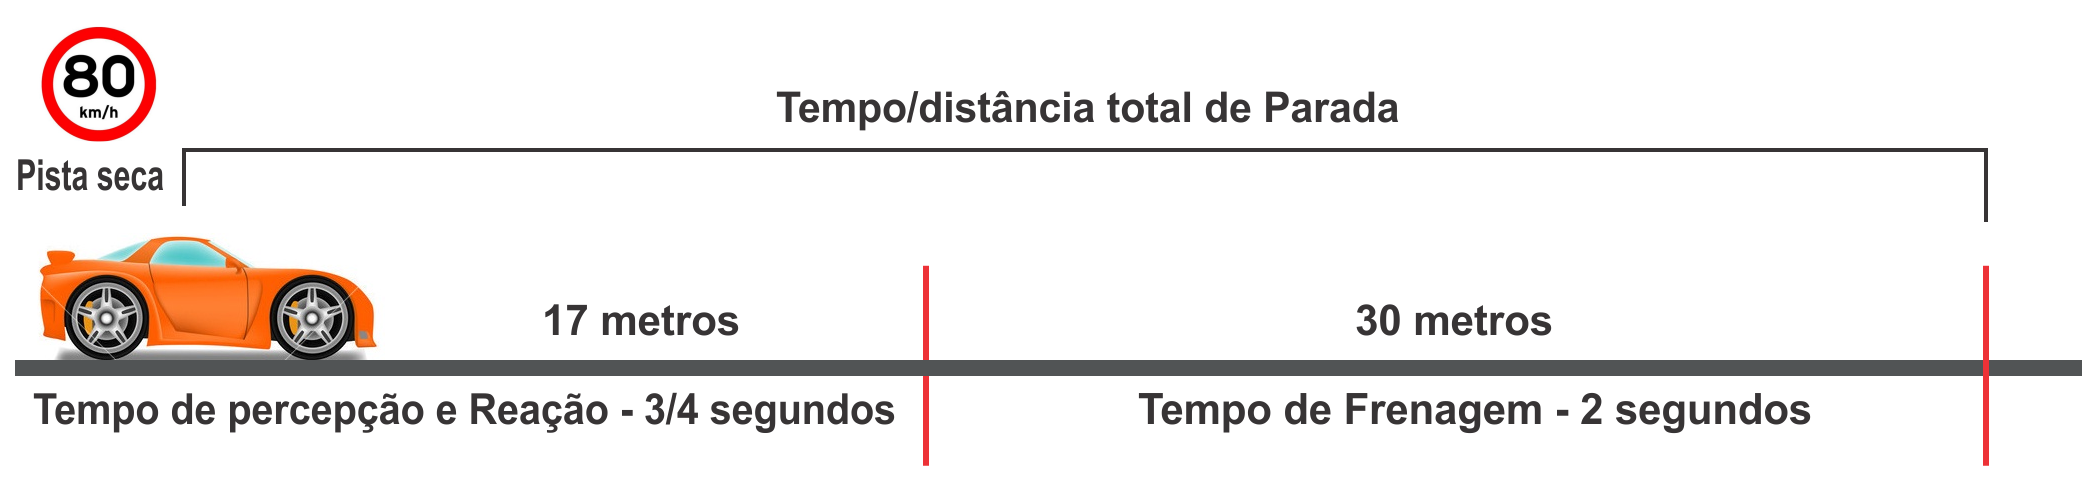 80
km/h
Tempo/distância total de Parada
Pista seca
17 metros
30 metros
Tempo de percepção e Reação - 3/4 segundos
Tempo de Frenagem - 2 segundos